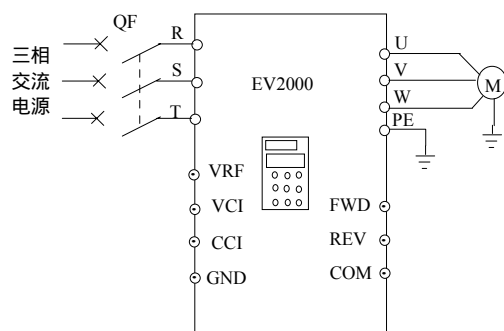 QF
三相
交流
电源
R
S
T
EV2000
U
V
W
PE
M
VRF
VCI
CCI
GND
FWD
REV
COM